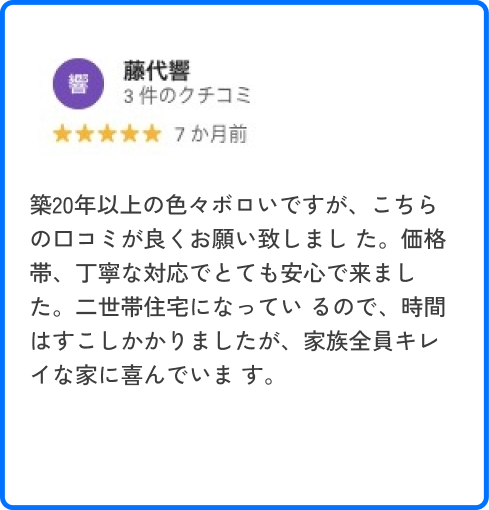 響
藤代響
3 件のクチコミ
★★★★★ 7 か月前
築20年以上の色々ボロいですが、こちら
の口コミが良くお願い致しまし た。価格
帯、丁寧な対応でとても安心で来まし
た。二世帯住宅になってい るので、時間
はすこしかかりましたが、家族全員キレ
イな家に喜んでいま す。